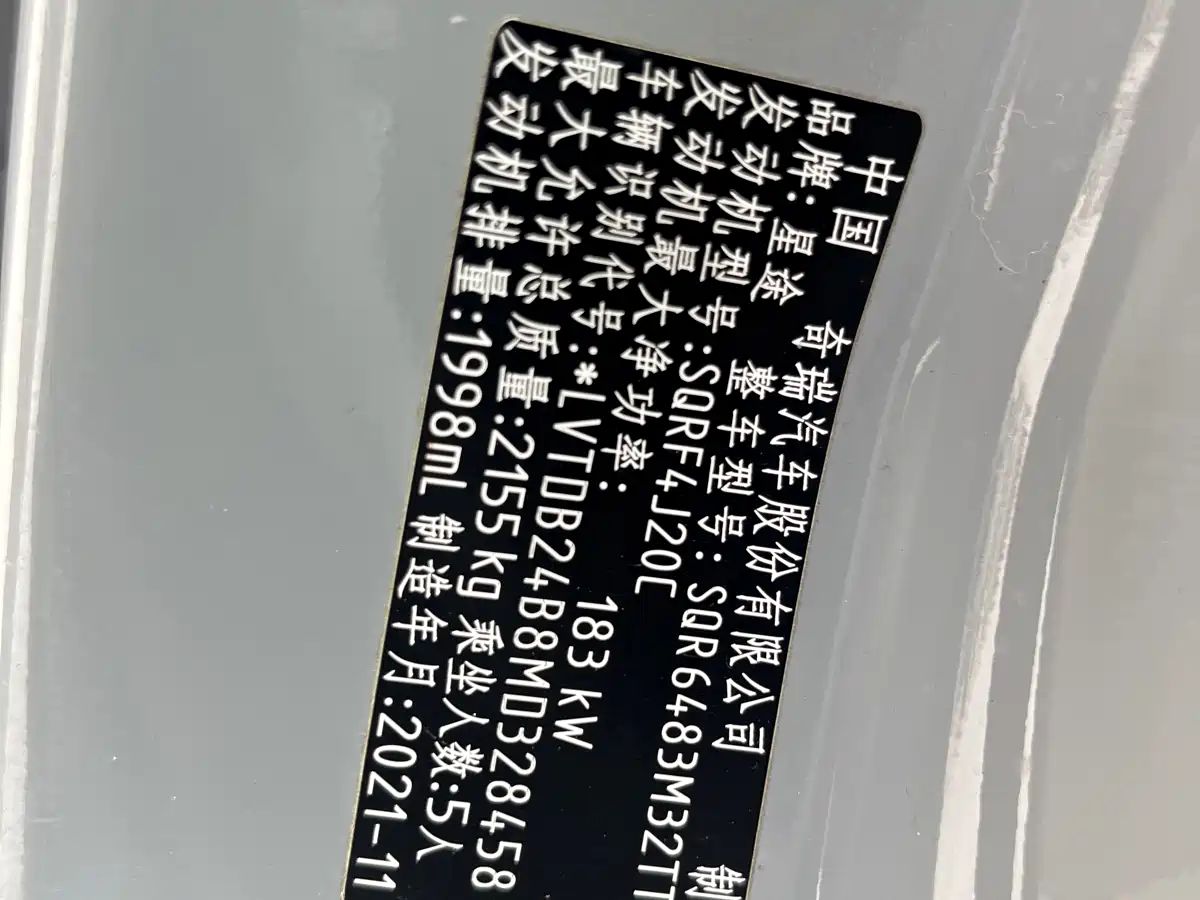 中国 奇瑞汽车股份有限公司 制
品牌:星途 整车型号:SQR6483M32TT
发动机型号:SQRF4J20C
发动机最大净功率: 183 kW
车辆识别代号:*LVTDB24B8MD328458
最大允许总质量:2155kg 乘坐人数:5人
发动机排量:1998mL 制造年月:2021-11